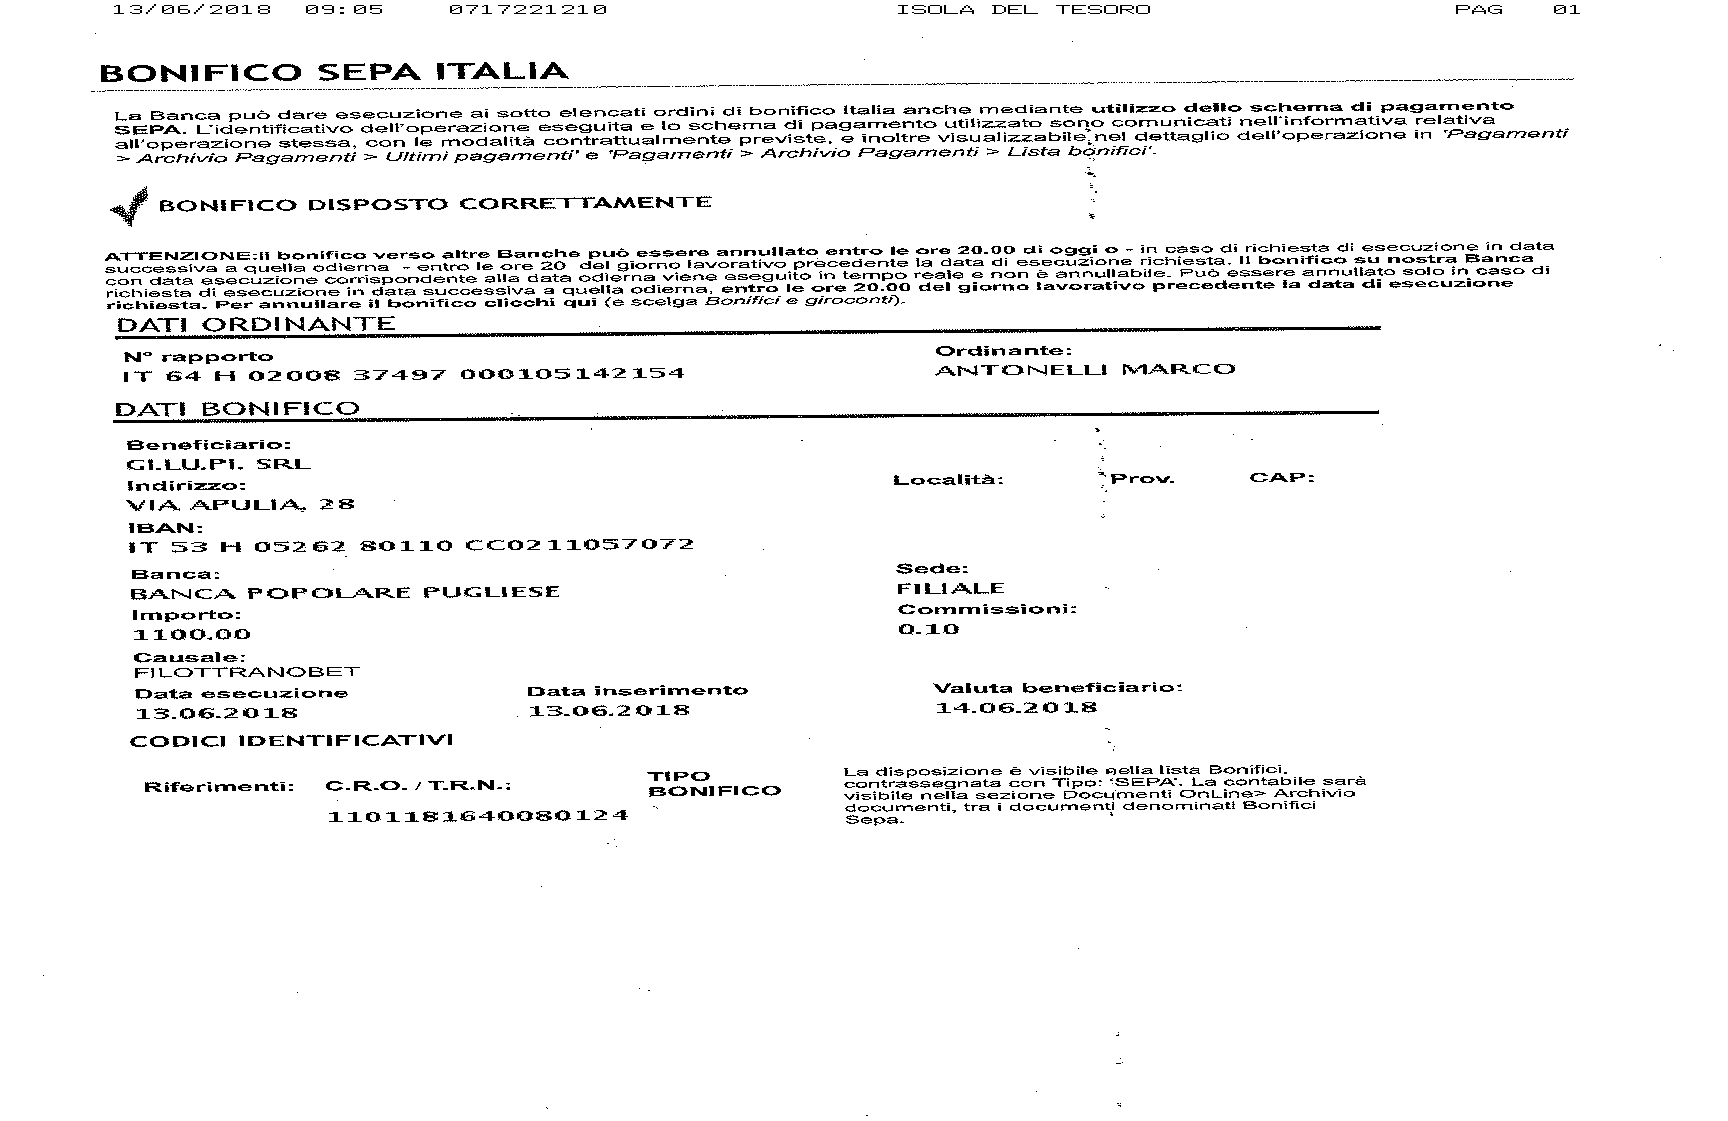 13/06/2018 09:05 0717221210 ISOLA DEL TESORO PAG 01
BONIFICO SEPA ITALIA
La Banca può dare esecuzione ai sotto elencati ordini di bonifico Italia anche mediante utilizzo dello schema di pagamento
SEPA. L'identificativo dell'operazione eseguita e lo schema di pagamento utilizzato sono comunicati nell'informativa relativa
all'operazione stessa, con le modalità contrattualmente previste, e inoltre visualizzabile nel dettaglio dell'operazione in 'Pagamenti
> Archivio Pagamenti > Ultimi pagamenti' e 'Pagamenti > Archivio Pagamenti > Lista bonifici'.
BONIFICO DISPOSTO CORRETTAMENTE
ATTENZIONE:Il bonifico verso altre Banche può essere annullato entro le ore 20.00 di oggi o - in caso di richiesta di esecuzione in data
successiva a quella odierna - entro le ore 20 del giorno lavorativo precedente la data di esecuzione richiesta. Il bonifico su nostra Banca
con data esecuzione corrispondente alla data odierna viene eseguito in tempo reale e non è annullabile. Può essere annullato solo in caso di
richiesta di esecuzione in data successiva a quella odierna, entro le ore 20.00 del giorno lavorativo precedente la data di esecuzione
richiesta. Per annullare il bonifico clicchi qui (e scelga Bonifici e giroconti).
DATI ORDINANTE
N° rapporto Ordinante:
IT 64 H 02008 37497 000105142154 ANTONELLI MARCO
DATI BONIFICO
Beneficiario:
GI.LU.PI. SRL
Indirizzo: Località: Prov. CAP:
VIA APULIA, 28
IBAN:
IT 53 H 05262 80110 CC0211057072
Banca: Sede:
BANCA POPOLARE PUGLIESE FILIALE
Importo: Commissioni:
1100.00 0.10
Causale:
FILOTTRANOBET
Data esecuzione Data inserimento Valuta beneficiario:
13.06.2018 13.06.2018 14.06.2018
CODICI IDENTIFICATIVI
Riferimenti: C.R.O. / T.R.N.: TIPO BONIFICO
1101181640080124
La disposizione è visibile nella lista Bonifici,
contrassegnata con Tipo: 'SEPA'. La contabile sarà
visibile nella sezione Documenti OnLine> Archivio
documenti, tra i documenti denominati Bonifici
Sepa.